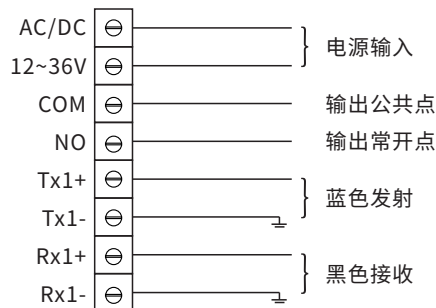 AC/DC
12~36V
电源输入
COM 输出公共点
NO 输出常开点
Tx1+
Tx1-
蓝色发射
Rx1+
Rx1-
黑色接收